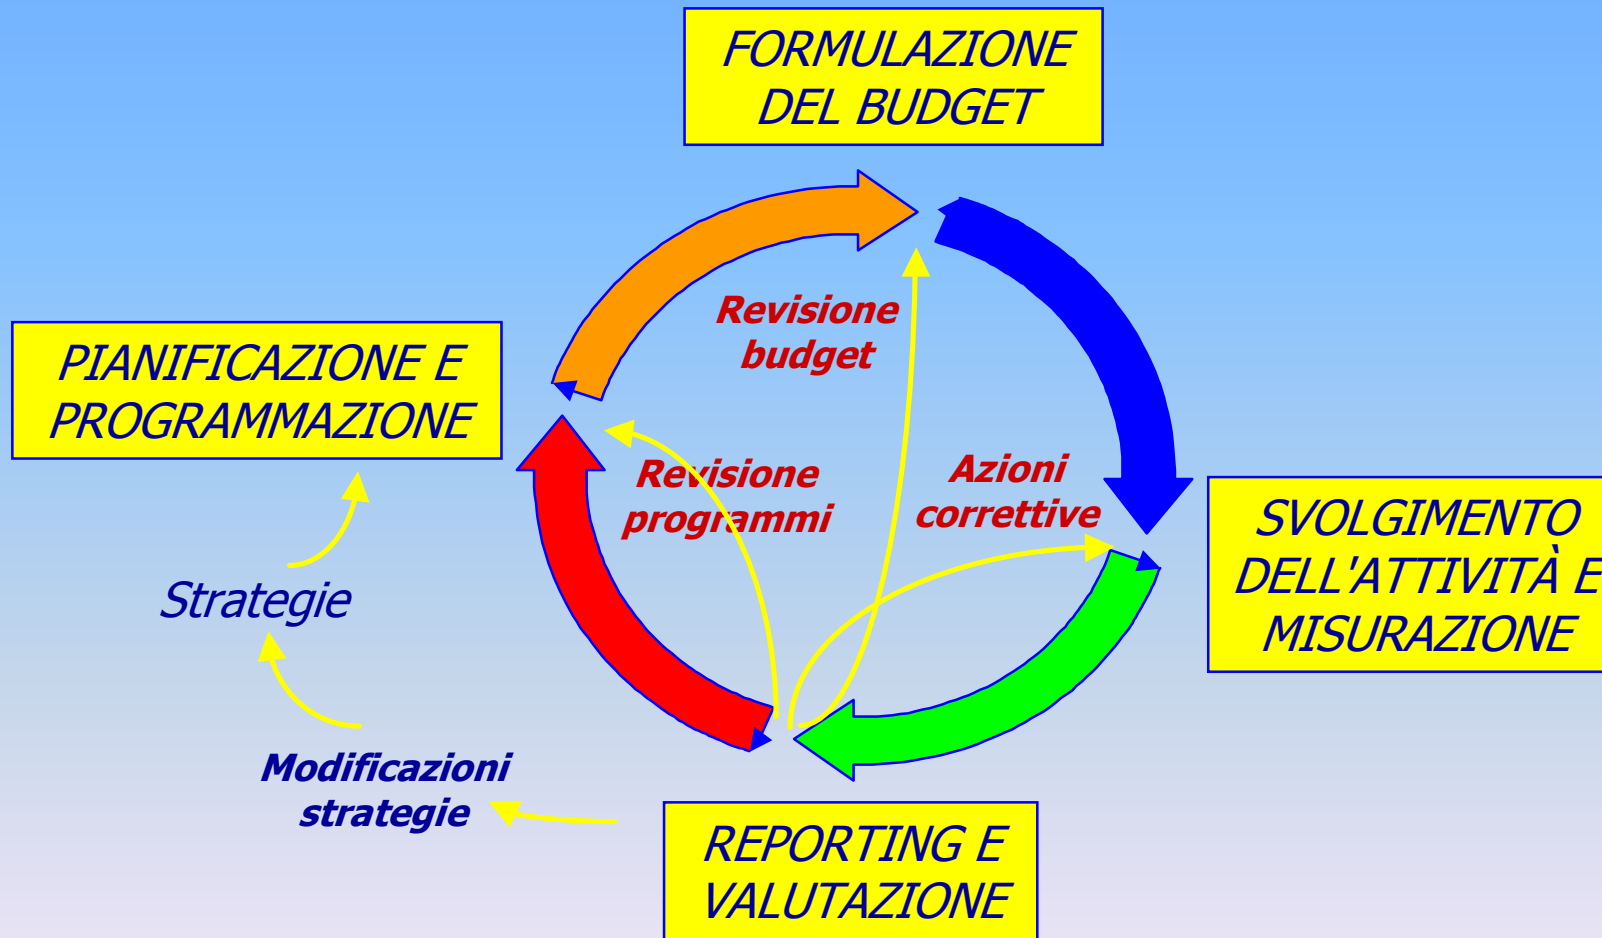 FORMULAZIONE
DEL BUDGET
Revisione
budget
PIANIFICAZIONE E
PROGRAMMAZIONE
Revisione
programmi
Azioni
correttive
SVOLGIMENTO
DELL'ATTIVITÀ E
MISURAZIONE
Strategie
Modificazioni
strategie
REPORTING E
VALUTAZIONE